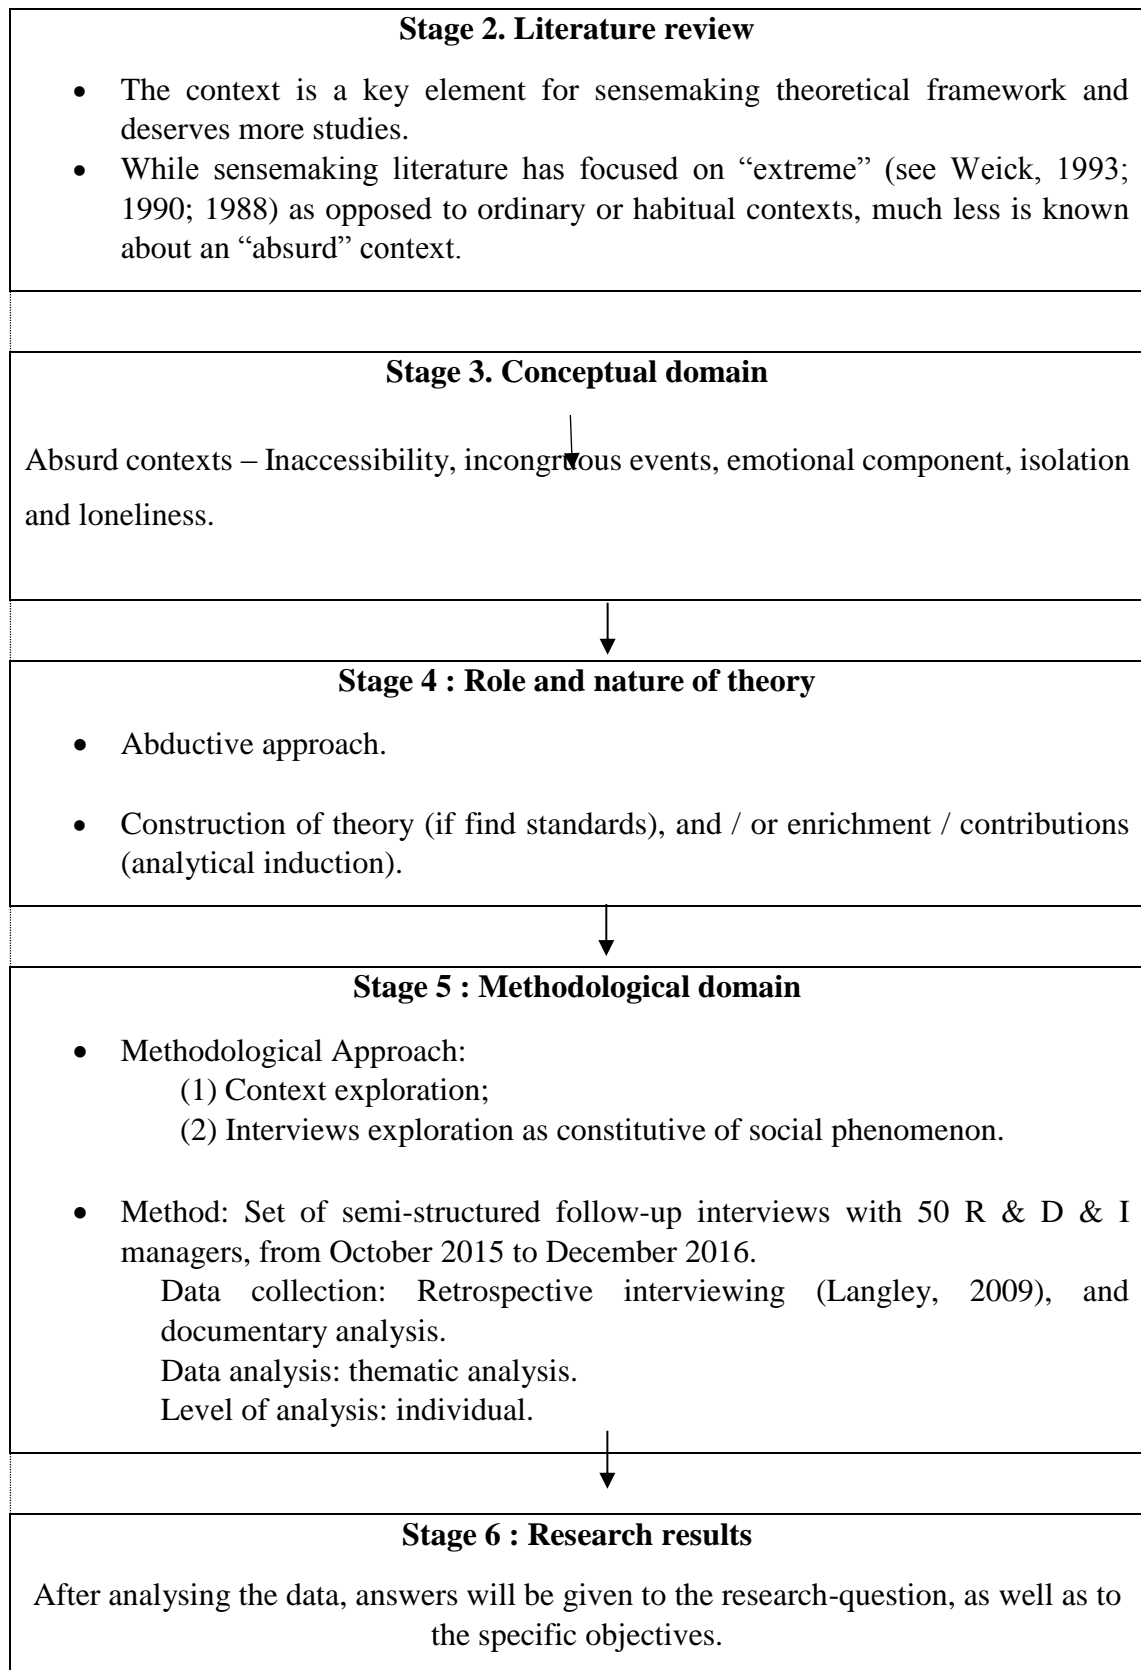 Stage 2. Literature review
• The context is a key element for sensemaking theoretical framework and
deserves more studies.
• While sensemaking literature has focused on “extreme” (see Weick, 1993;
1990; 1988) as opposed to ordinary or habitual contexts, much less is known
about an “absurd” context.
Stage 3. Conceptual domain
Absurd contexts – Inaccessibility, incongruous events, emotional component, isolation
and loneliness.
Stage 4 : Role and nature of theory
• Abductive approach.
• Construction of theory (if find standards), and / or enrichment / contributions
(analytical induction).
Stage 5 : Methodological domain
• Methodological Approach:
(1) Context exploration;
(2) Interviews exploration as constitutive of social phenomenon.
• Method: Set of semi-structured follow-up interviews with 50 R & D & I
managers, from October 2015 to December 2016.
Data collection: Retrospective interviewing (Langley, 2009), and
documentary analysis.
Data analysis: thematic analysis.
Level of analysis: individual.
Stage 6 : Research results
After analysing the data, answers will be given to the research-question, as well as to
the specific objectives.